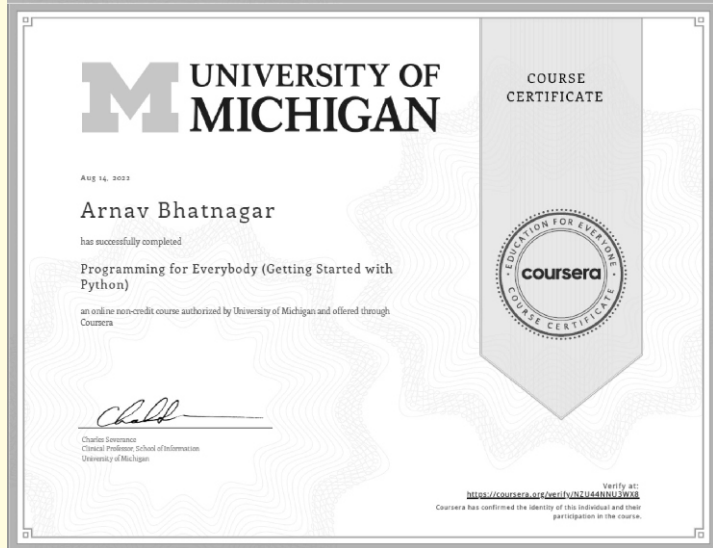 UNIVERSITY OF
MICHIGAN
COURSE
CERTIFICATE
Aug 14, 2022
Arnav Bhatnagar
has successfully completed
Programming for Everybody (Getting Started with
Python)
an online non-credit course authorized by University of Michigan and offered through
Coursera
EDUCATION FOR EVERYONE
coursera
COURSE CERTIFICATE
Charles Severance
Clinical Professor, School of Information
University of Michigan
Verify at:
https://coursera.org/verify/NZU44NNU3WX8
Coursera has confirmed the identity of this individual and their
participation in the course.